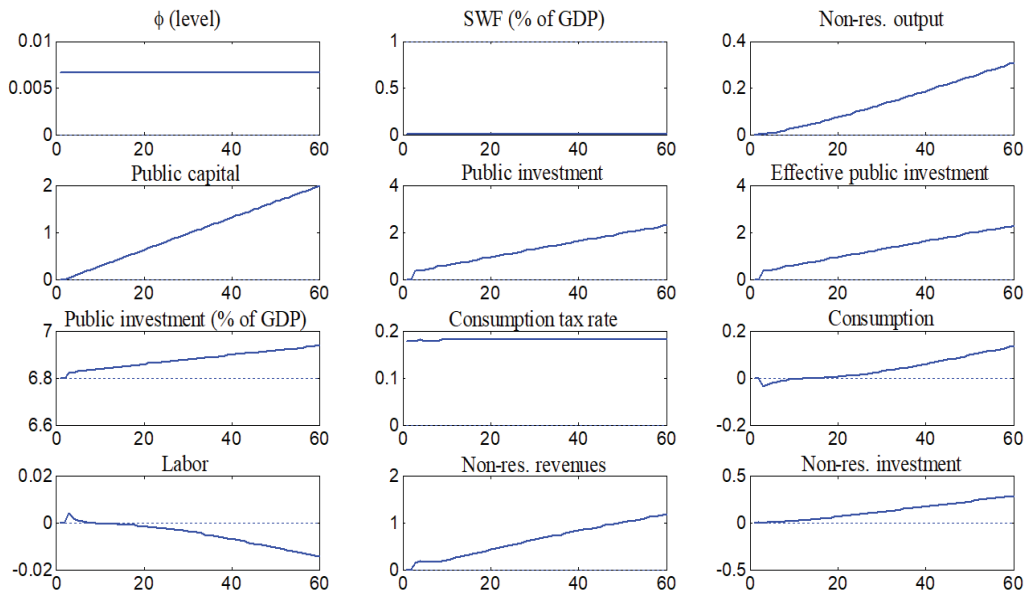 ϕ (level) SWF (% of GDP) Non-res. output
0.01 1 0.4
0.005 0.5 0.2
0 0 0
0 20 40 60 0 20 40 60 0 20 40 60
Public capital Public investment Effective public investment
2 4 4
1 2 2
0 0 0
0 20 40 60 0 20 40 60 0 20 40 60
Public investment (% of GDP) Consumption tax rate Consumption
7 0.2 0.2
6.8 0.1 0
6.6 0 -0.2
0 20 40 60 0 20 40 60 0 20 40 60
Labor Non-res. revenues Non-res. investment
0.02 2 0.5
0 1 0
-0.02 0 -0.5
0 20 40 60 0 20 40 60 0 20 40 60